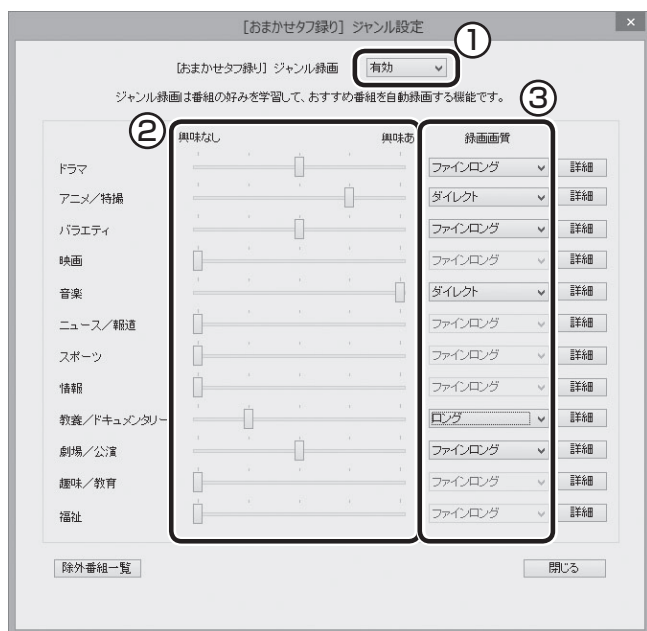 [おまかせタフ録り] ジャンル設定
×
①
[おまかせタフ録り] ジャンル録画 有効
ジャンル録画は番組の好みを学習して、おすすめ番組を自動録画する機能です。
② ③
興味なし 興味あ 録画画質
ドラマ ファインロング 詳細
アニメ/特撮 ダイレクト 詳細
バラエティ ファインロング 詳細
映画 ファインロング 詳細
音楽 ダイレクト 詳細
ニュース/報道 ファインロング 詳細
スポーツ ファインロング 詳細
情報 ファインロング 詳細
教養/ドキュメンタリー ロング 詳細
劇場/公演 ファインロング 詳細
趣味/教育 ファインロング 詳細
福祉 ファインロング 詳細
除外番組一覧 閉じる